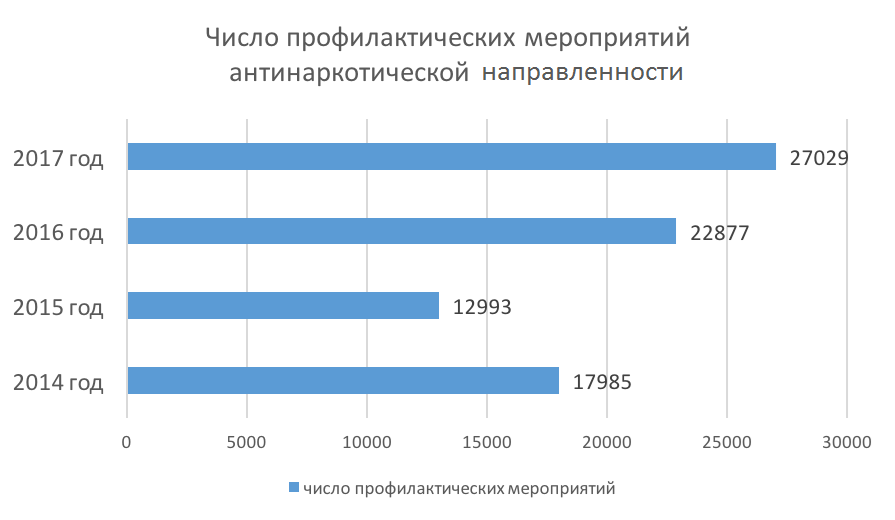 Число профилактических мероприятий
антинаркотической направленности
2017 год 27029
2016 год 22877
2015 год 12993
2014 год 17985
0 5000 10000 15000 20000 25000 30000
число профилактических мероприятий